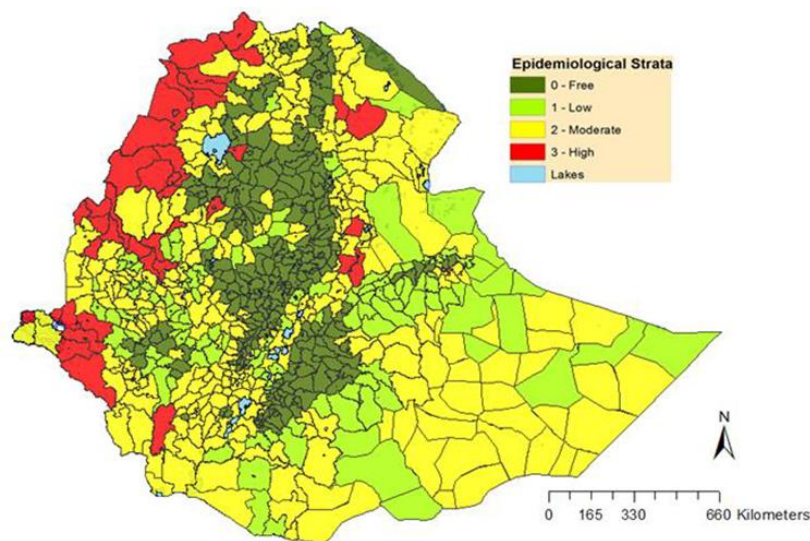 Epidemiological Strata
0 - Free
1 - Low
2 - Moderate
3 - High
Lakes
N
0 165 330 660 Kilometers